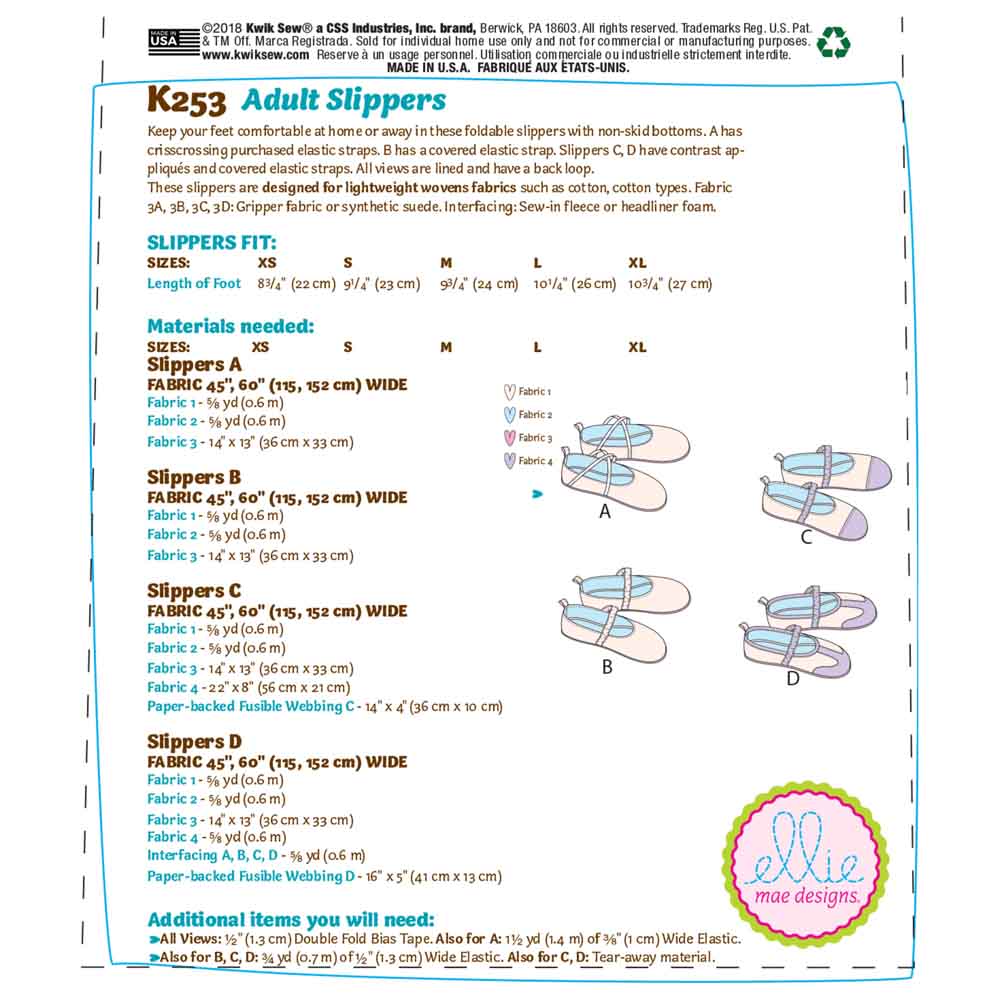 ©2018 Kwik Sew® a CSS Industries, Inc. brand, Berwick, PA 18603. All rights reserved. Trademarks Reg. U.S. Pat.
MADE IN USA
& TM Off. Marca Registrada. Sold for individual home use only and not for commercial or manufacturing purposes.
www.kwiksew.com Reserve à un usage personnel. Utilisation commerciale ou industrielle strictement interdite.
MADE IN U.S.A. FABRIQUÉ AUX ÉTATS-UNIS.
K253 Adult Slippers
Keep your feet comfortable at home or away in these foldable slippers with non-skid bottoms. A has
crisscrossing purchased elastic straps. B has a covered elastic strap. Slippers C, D have contrast ap-
pliqués and covered elastic straps. All views are lined and have a back loop.
These slippers are designed for lightweight wovens fabrics such as cotton, cotton types. Fabric
3A, 3B, 3C, 3D: Gripper fabric or synthetic suede. Interfacing: Sew-in fleece or headliner foam.
SLIPPERS FIT:
SIZES: XS S M L XL
Length of Foot 8¾" (22 cm) 9¼" (23 cm) 9¾" (24 cm) 10¼" (26 cm) 10¾" (27 cm)
Materials needed:
SIZES: XS S M L XL
Slippers A
FABRIC 45", 60" (115, 152 cm) WIDE
Fabric 1 - ⅝ yd (0.6 m)
Fabric 2 - ⅝ yd (0.6 m)
Fabric 3 - 14" x 13" (36 cm x 33 cm)
Slippers B
FABRIC 45", 60" (115, 152 cm) WIDE
Fabric 1 - ⅝ yd (0.6 m)
Fabric 2 - ⅝ yd (0.6 m)
Fabric 3 - 14" x 13" (36 cm x 33 cm)
Slippers C
FABRIC 45", 60" (115, 152 cm) WIDE
Fabric 1 - ⅝ yd (0.6 m)
Fabric 2 - ⅝ yd (0.6 m)
Fabric 3 - 14" x 13" (36 cm x 33 cm)
Fabric 4 - 22" x 8" (56 cm x 21 cm)
Paper-backed Fusible Webbing C - 14" x 4" (36 cm x 10 cm)
Slippers D
FABRIC 45", 60" (115, 152 cm) WIDE
Fabric 1 - ⅝ yd (0.6 m)
Fabric 2 - ⅝ yd (0.6 m)
Fabric 3 - 14" x 13" (36 cm x 33 cm)
Fabric 4 - ⅝ yd (0.6 m)
Interfacing A, B, C, D - ⅝ yd (0.6 m)
Paper-backed Fusible Webbing D - 16" x 5" (41 cm x 13 cm)
Fabric 1
Fabric 2
Fabric 3
Fabric 4
A
C
B
D
ellie
mae designs.
Additional items you will need:
All Views: ½" (1.3 cm) Double Fold Bias Tape. Also for A: 1½ yd (1.4 m) of ⅜" (1 cm) Wide Elastic.
Also for B, C, D: ¾ yd (0.7 m) of ½" (1.3 cm) Wide Elastic. Also for C, D: Tear-away material.